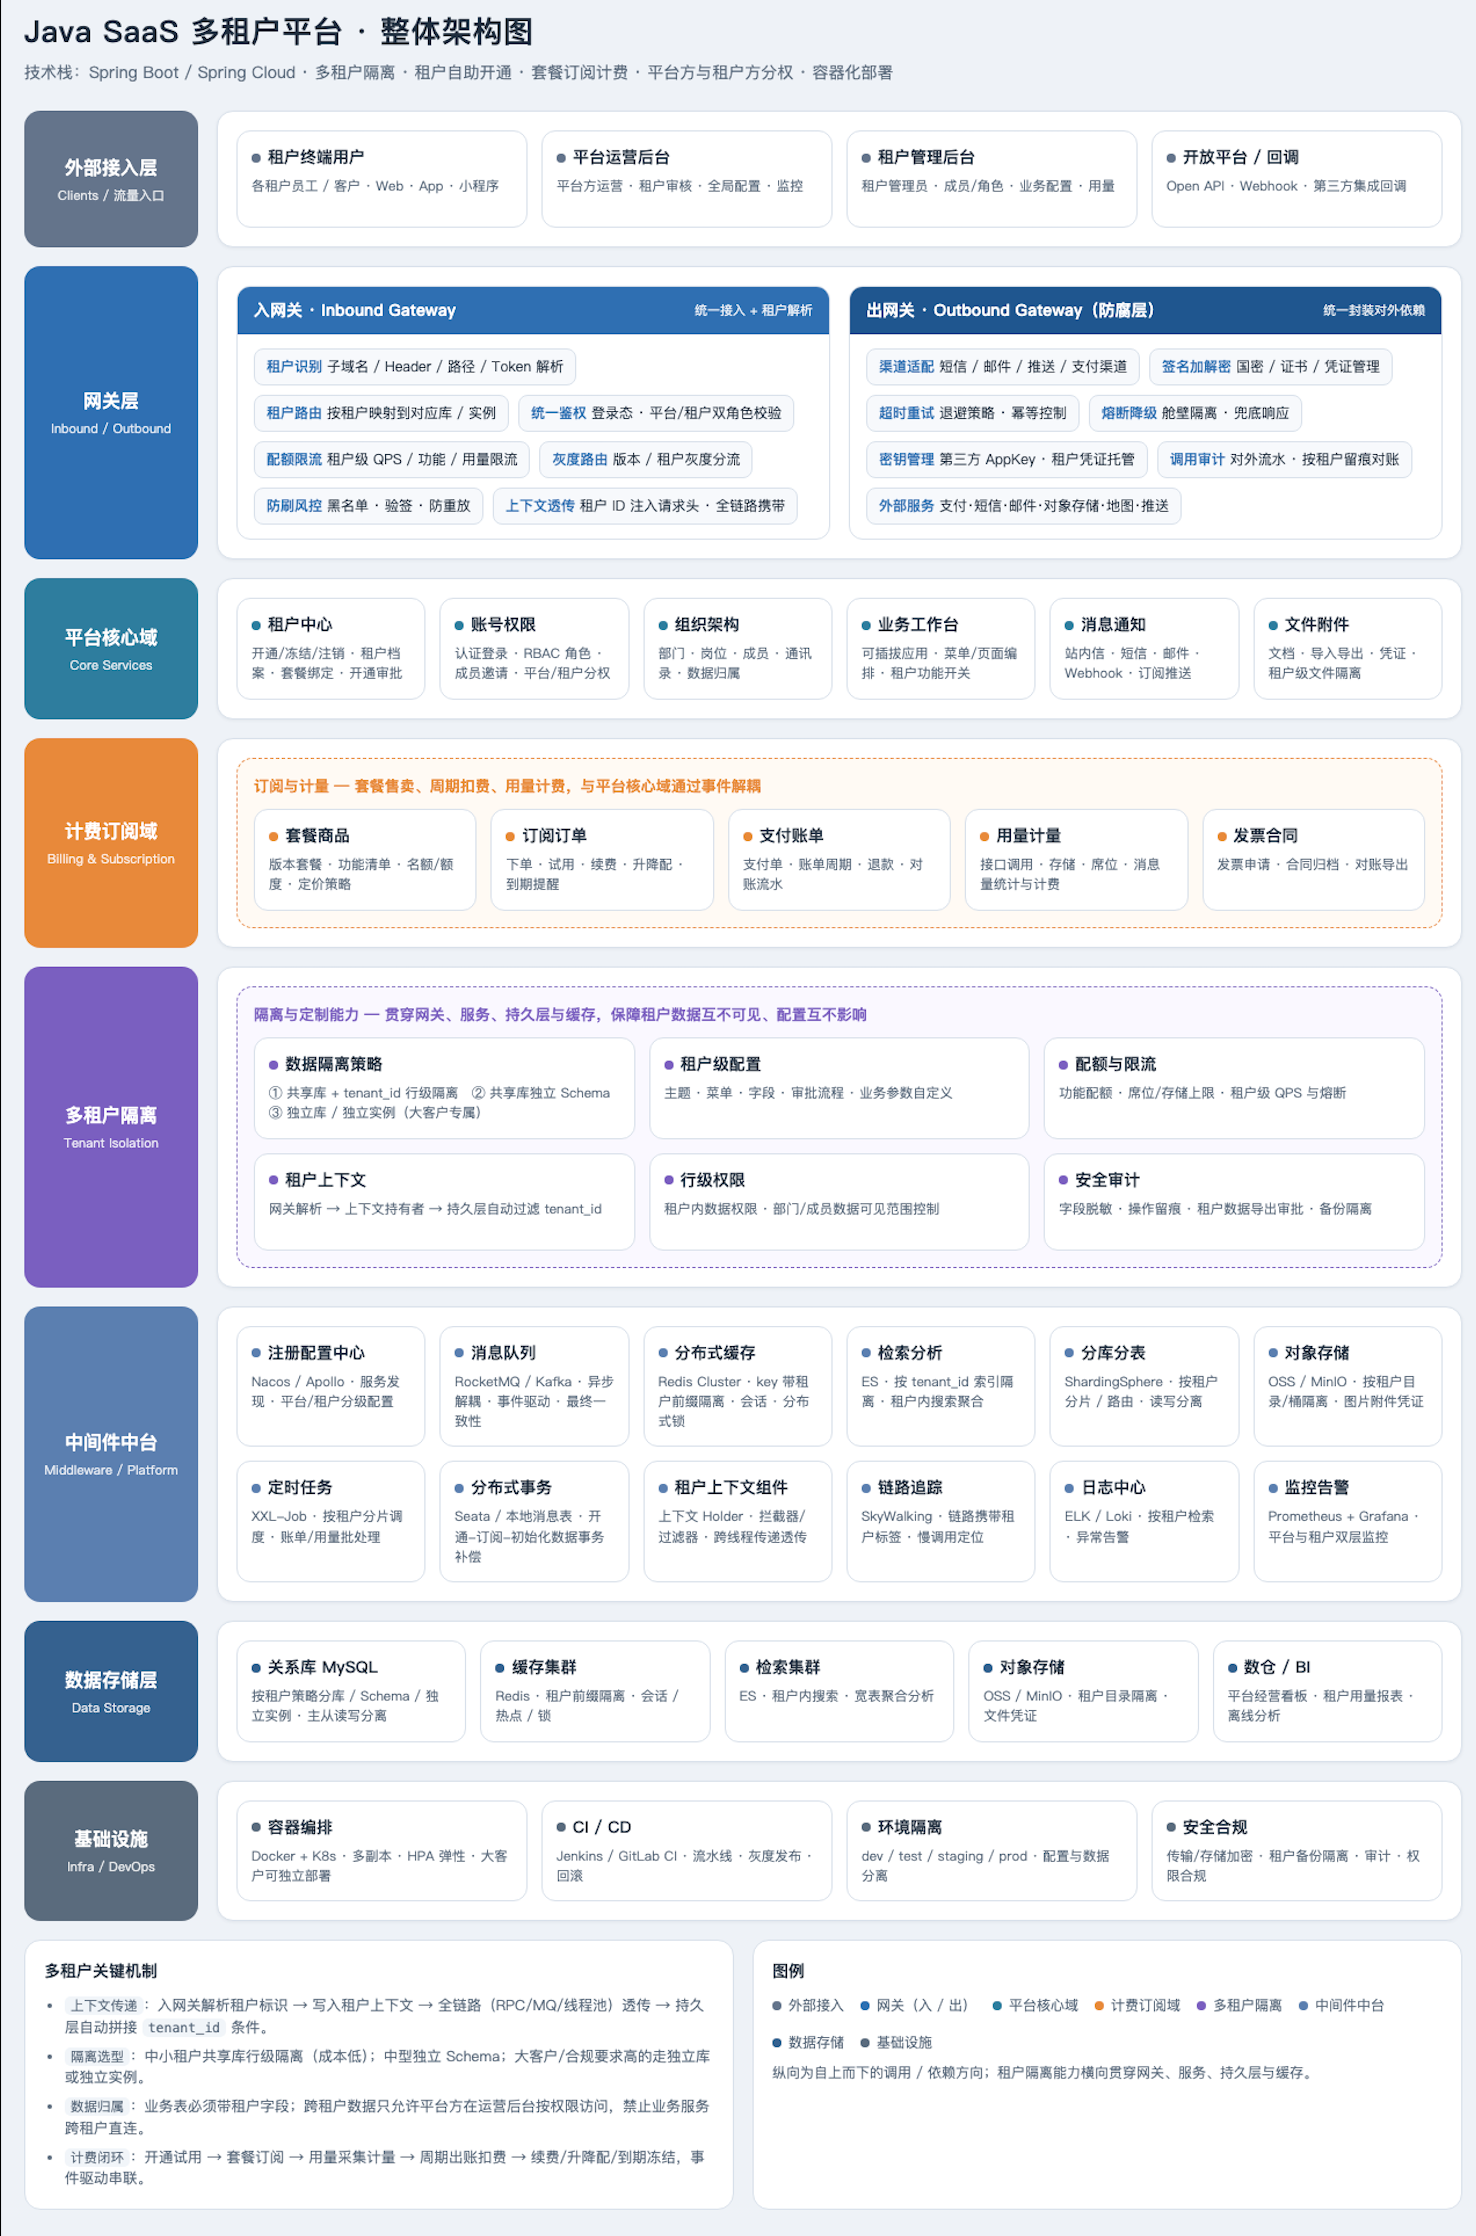 Java SaaS 多租户平台 · 整体架构图
技术栈：Spring Boot / Spring Cloud · 多租户隔离 · 租户自助开通 · 套餐订阅计费 · 平台方与租户方分权 · 容器化部署
外部接入层
Clients / 流量入口
租户终端用户
各租户员工 / 客户 · Web · App · 小程序
平台运营后台
平台方运营 · 租户审核 · 全局配置 · 监控
租户管理后台
租户管理员 · 成员/角色 · 业务配置 · 用量
开放平台 / 回调
Open API · Webhook · 第三方集成回调
网关层
Inbound / Outbound
入网关 · Inbound Gateway
统一接入 + 租户解析
租户识别 子域名 / Header / 路径 / Token 解析
租户路由 按租户映射到对应库 / 实例
统一鉴权 登录态 · 平台/租户双角色校验
配额限流 租户级 QPS / 功能 / 用量限流
灰度路由 版本 / 租户灰度分流
防刷风控 黑名单 · 验签 · 防重放
上下文透传 租户 ID 注入请求头 · 全链路携带
出网关 · Outbound Gateway（防腐层）
统一封装对外依赖
渠道适配 短信 / 邮件 / 推送 / 支付渠道
签名加解密 国密 / 证书 / 凭证管理
超时重试 退避策略 · 幂等控制
熔断降级 舱壁隔离 · 兜底响应
密钥管理 第三方 AppKey · 租户凭证托管
调用审计 对外流水 · 按租户留痕对账
外部服务 支付·短信·邮件·对象存储·地图·推送
平台核心域
Core Services
租户中心
开通/冻结/注销 · 租户档
案 · 套餐绑定 · 开通审批
账号权限
认证登录 · RBAC 角色 ·
成员邀请 · 平台/租户分权
组织架构
部门 · 岗位 · 成员 · 通讯
录 · 数据归属
业务工作台
可插拔应用 · 菜单/页面编
排 · 租户功能开关
消息通知
站内信 · 短信 · 邮件 ·
Webhook · 订阅推送
文件附件
文档 · 导入导出 · 凭证 ·
租户级文件隔离
计费订阅域
Billing & Subscription
订阅与计量 — 套餐售卖、周期扣费、用量计费，与平台核心域通过事件解耦
套餐商品
版本套餐 · 功能清单 · 名额/额
度 · 定价策略
订阅订单
下单 · 试用 · 续费 · 升降配 ·
到期提醒
支付账单
支付单 · 账单周期 · 退款 · 对
账流水
用量计量
接口调用 · 存储 · 席位 · 消息
量统计与计费
发票合同
发票申请 · 合同归档 · 对账导出
多租户隔离
Tenant Isolation
隔离与定制能力 — 贯穿网关、服务、持久层与缓存，保障租户数据互不可见、配置互不影响
数据隔离策略
① 共享库 + tenant_id 行级隔离 ② 共享库独立 Schema
③ 独立库 / 独立实例（大客户专属）
租户级配置
主题 · 菜单 · 字段 · 审批流程 · 业务参数自定义
配额与限流
功能配额 · 席位/存储上限 · 租户级 QPS 与熔断
租户上下文
网关解析 → 上下文持有者 → 持久层自动过滤 tenant_id
行级权限
租户内数据权限 · 部门/成员数据可见范围控制
安全审计
字段脱敏 · 操作留痕 · 租户数据导出审批 · 备份隔离
中间件中台
Middleware / Platform
注册配置中心
Nacos / Apollo · 服务发
现 · 平台/租户分级配置
消息队列
RocketMQ / Kafka · 异步
解耦 · 事件驱动 · 最终一
致性
分布式缓存
Redis Cluster · key 带租
户前缀隔离 · 会话 · 分布
式锁
检索分析
ES · 按 tenant_id 索引隔
离 · 租户内搜索聚合
分库分表
ShardingSphere · 按租户
分片 / 路由 · 读写分离
对象存储
OSS / MinIO · 按租户目
录/桶隔离 · 图片附件凭证
定时任务
XXL-Job · 按租户分片调
度 · 账单/用量批处理
分布式事务
Seata / 本地消息表 · 开
通-订阅-初始化数据事务
补偿
租户上下文组件
上下文 Holder · 拦截器/
过滤器 · 跨线程传递透传
链路追踪
SkyWalking · 链路携带租
户标签 · 慢调用定位
日志中心
ELK / Loki · 按租户检索
· 异常告警
监控告警
Prometheus + Grafana ·
平台与租户双层监控
数据存储层
Data Storage
关系库 MySQL
按租户策略分库 / Schema / 独
立实例 · 主从读写分离
缓存集群
Redis · 租户前缀隔离 · 会话 /
热点 / 锁
检索集群
ES · 租户内搜索 · 宽表聚合分析
对象存储
OSS / MinIO · 租户目录隔离 ·
文件凭证
数仓 / BI
平台经营看板 · 租户用量报表 ·
离线分析
基础设施
Infra / DevOps
容器编排
Docker + K8s · 多副本 · HPA 弹性 · 大客
户可独立部署
CI / CD
Jenkins / GitLab CI · 流水线 · 灰度发布 ·
回滚
环境隔离
dev / test / staging / prod · 配置与数据
分离
安全合规
传输/存储加密 · 租户备份隔离 · 审计 · 权
限合规
多租户关键机制
• 上下文传递：入网关解析租户标识 → 写入租户上下文 → 全链路（RPC/MQ/线程池）透传 → 持久
层自动拼接 tenant_id 条件。
• 隔离选型：中小租户共享库行级隔离（成本低）；中型独立 Schema；大客户/合规要求高的走独立库
或独立实例。
• 数据归属：业务表必须带租户字段；跨租户数据只允许平台方在运营后台按权限访问，禁止业务服务
跨租户直连。
• 计费闭环：开通试用 → 套餐订阅 → 用量采集计量 → 周期出账扣费 → 续费/升降配/到期冻结，事
件驱动串联。
图例
外部接入 网关（入 / 出） 平台核心域 计费订阅域 多租户隔离 中间件中台
数据存储 基础设施
纵向为自上而下的调用 / 依赖方向；租户隔离能力横向贯穿网关、服务、持久层与缓存。